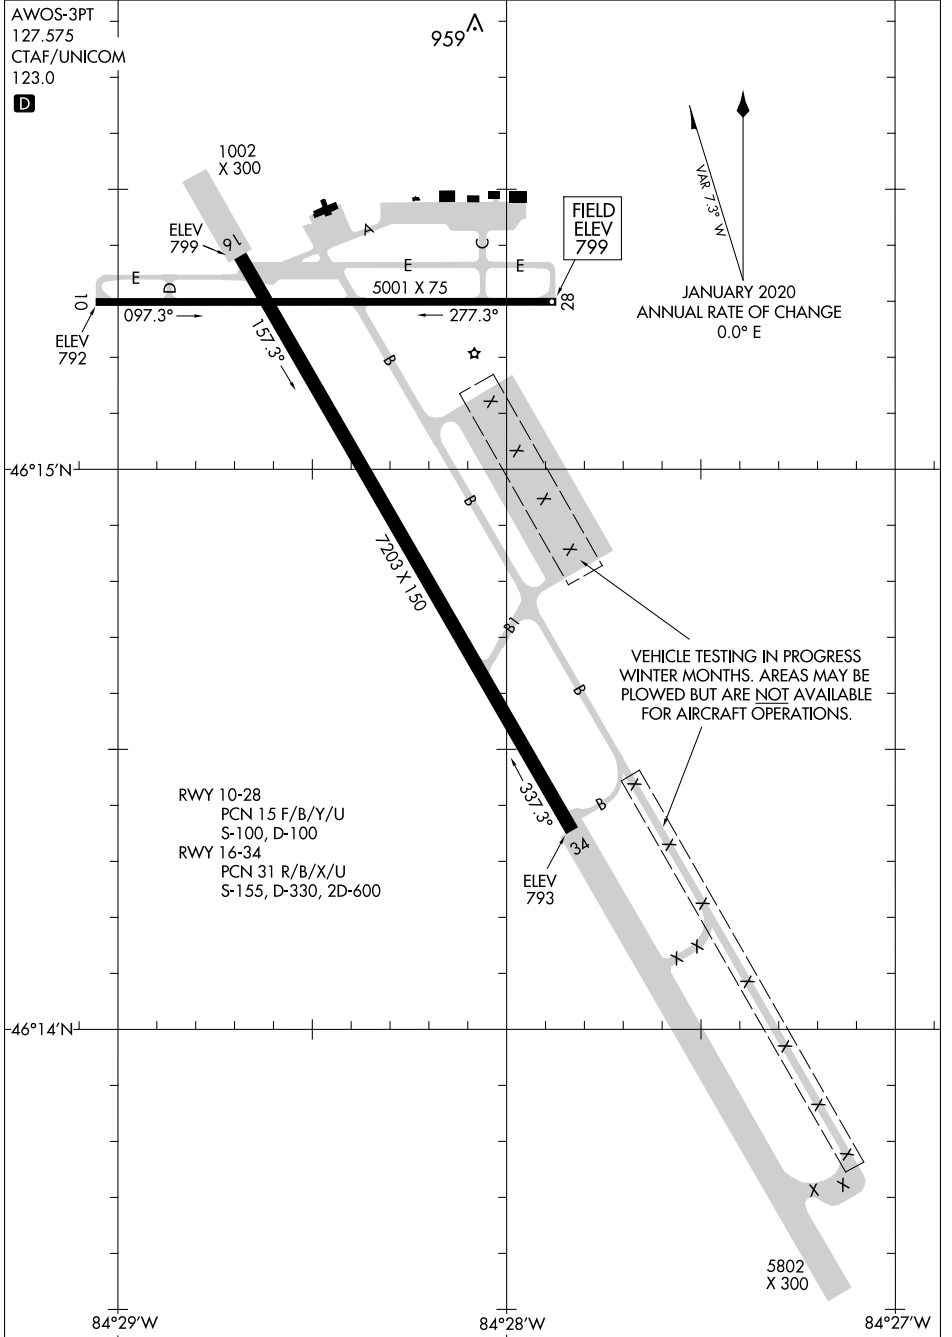 AWOS-3PT
127.575
CTAF/UNICOM
123.0
D
959
1002
X 300
VAR 7.3° W
JANUARY 2020
ANNUAL RATE OF CHANGE
0.0° E
FIELD
ELEV
799
ELEV
799
16
A
C
E
E
E
D
10
5001 X 75
28
097.3°
277.3°
ELEV
792
157.3°
B
X
X
X
X
46°15'N
B
7203 X 150
B1
VEHICLE TESTING IN PROGRESS
WINTER MONTHS. AREAS MAY BE
PLOWED BUT ARE NOT AVAILABLE
FOR AIRCRAFT OPERATIONS.
B
RWY 10-28
PCN 15 F/B/Y/U
S-100, D-100
RWY 16-34
PCN 31 R/B/X/U
S-155, D-330, 2D-600
337.3°
B
34
ELEV
793
X
X
X
X
X
X
46°14'N
X
X
X
X
X
5802
X 300
84°29'W
84°28'W
84°27'W